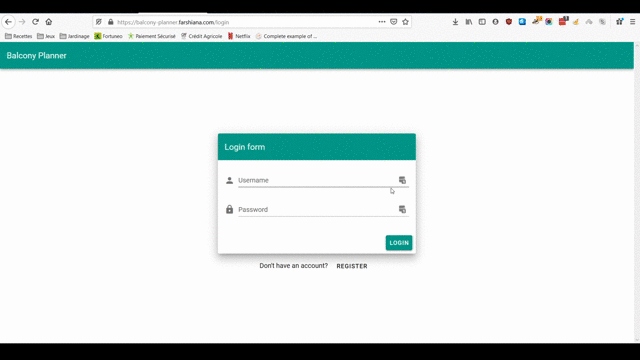 https://balcony-planner.farshiana.com/login
Recettes Jeux Jardinage Fortuneo Paiement Sécurisé Crédit Agricole Netflix Complete example of ...
Balcony Planner
Login form
Username
Password
LOGIN
Don't have an account? REGISTER